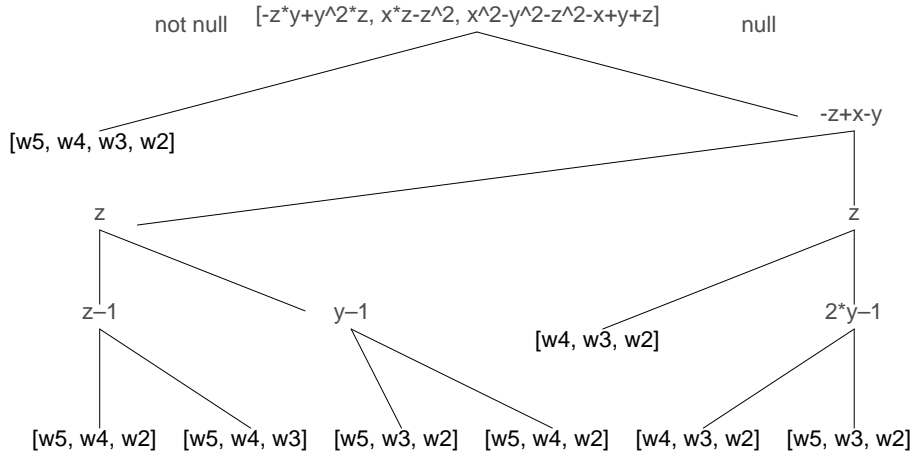 not null [-z*y+y^2*z, x*z-z^2, x^2-y^2-z^2-x+y+z] null
-z+x-y
[w5, w4, w3, w2]
z z
z–1 y–1 2*y–1
[w4, w3, w2]
[w5, w4, w2] [w5, w4, w3] [w5, w3, w2] [w5, w4, w2] [w4, w3, w2] [w5, w3, w2]